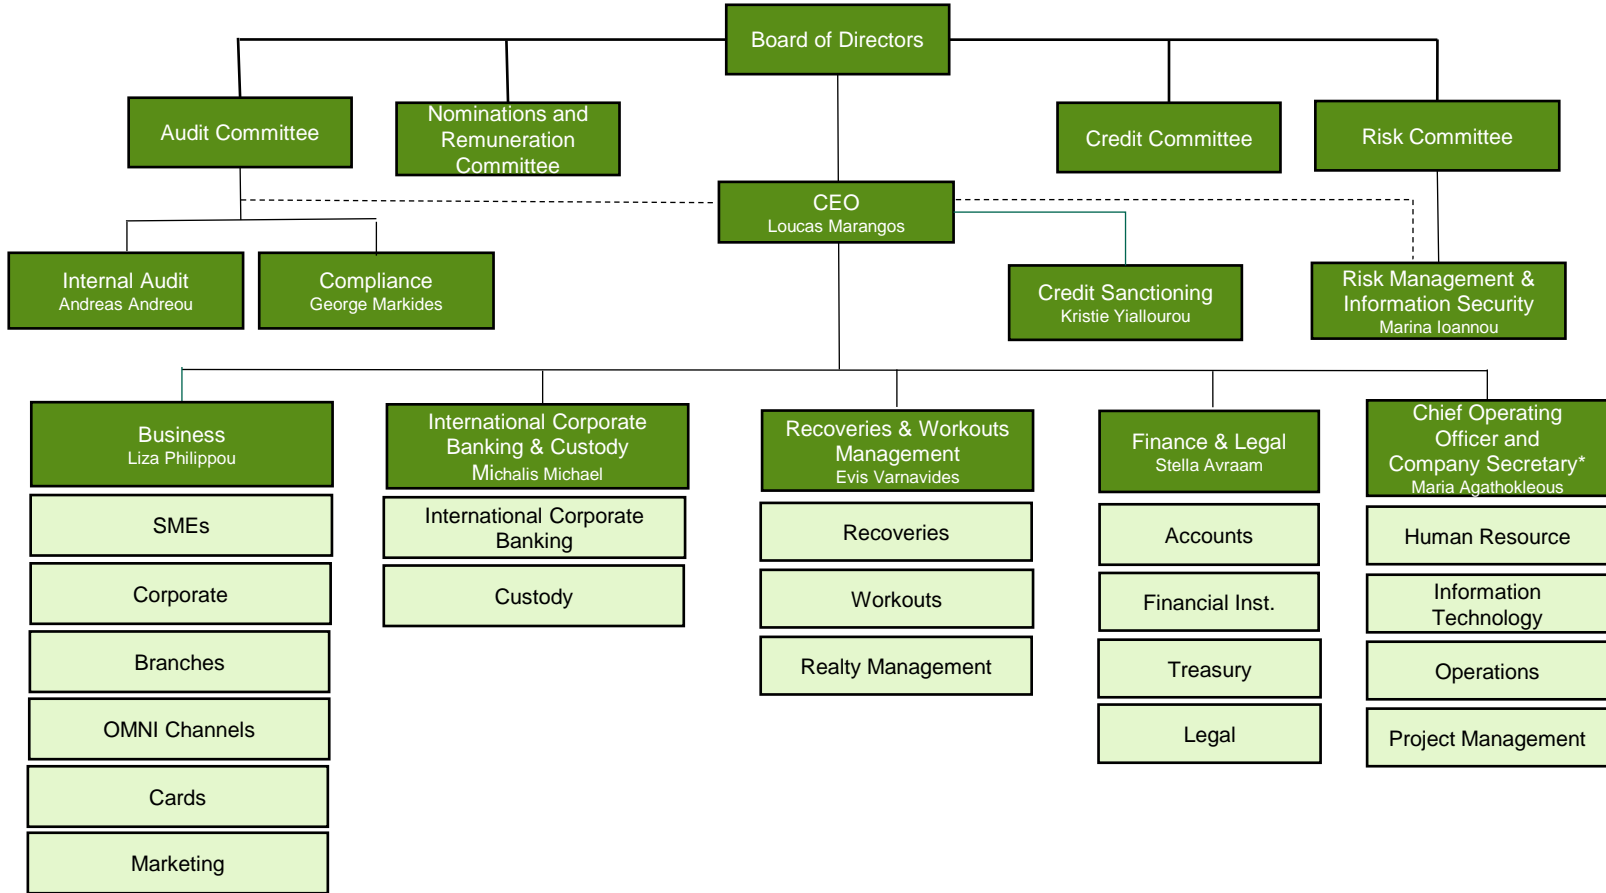 Board of Directors
Audit Committee
Nominations and
Remuneration
Committee
Credit Committee
Risk Committee
CEO
Loucas Marangos
Internal Audit
Andreas Andreou
Compliance
George Markides
Credit Sanctioning
Kristie Yiallourou
Risk Management &
Information Security
Marina Ioannou
Business
Liza Philippou
SMEs
Corporate
Branches
OMNI Channels
Cards
Marketing
International Corporate
Banking & Custody
Michalis Michael
International Corporate
Banking
Custody
Recoveries & Workouts
Management
Evis Varnavides
Recoveries
Workouts
Realty Management
Finance & Legal
Stella Avraam
Accounts
Financial Inst.
Treasury
Legal
Chief Operating
Officer and
Company Secretary*
Maria Agathokleous
Human Resource
Information
Technology
Operations
Project Management